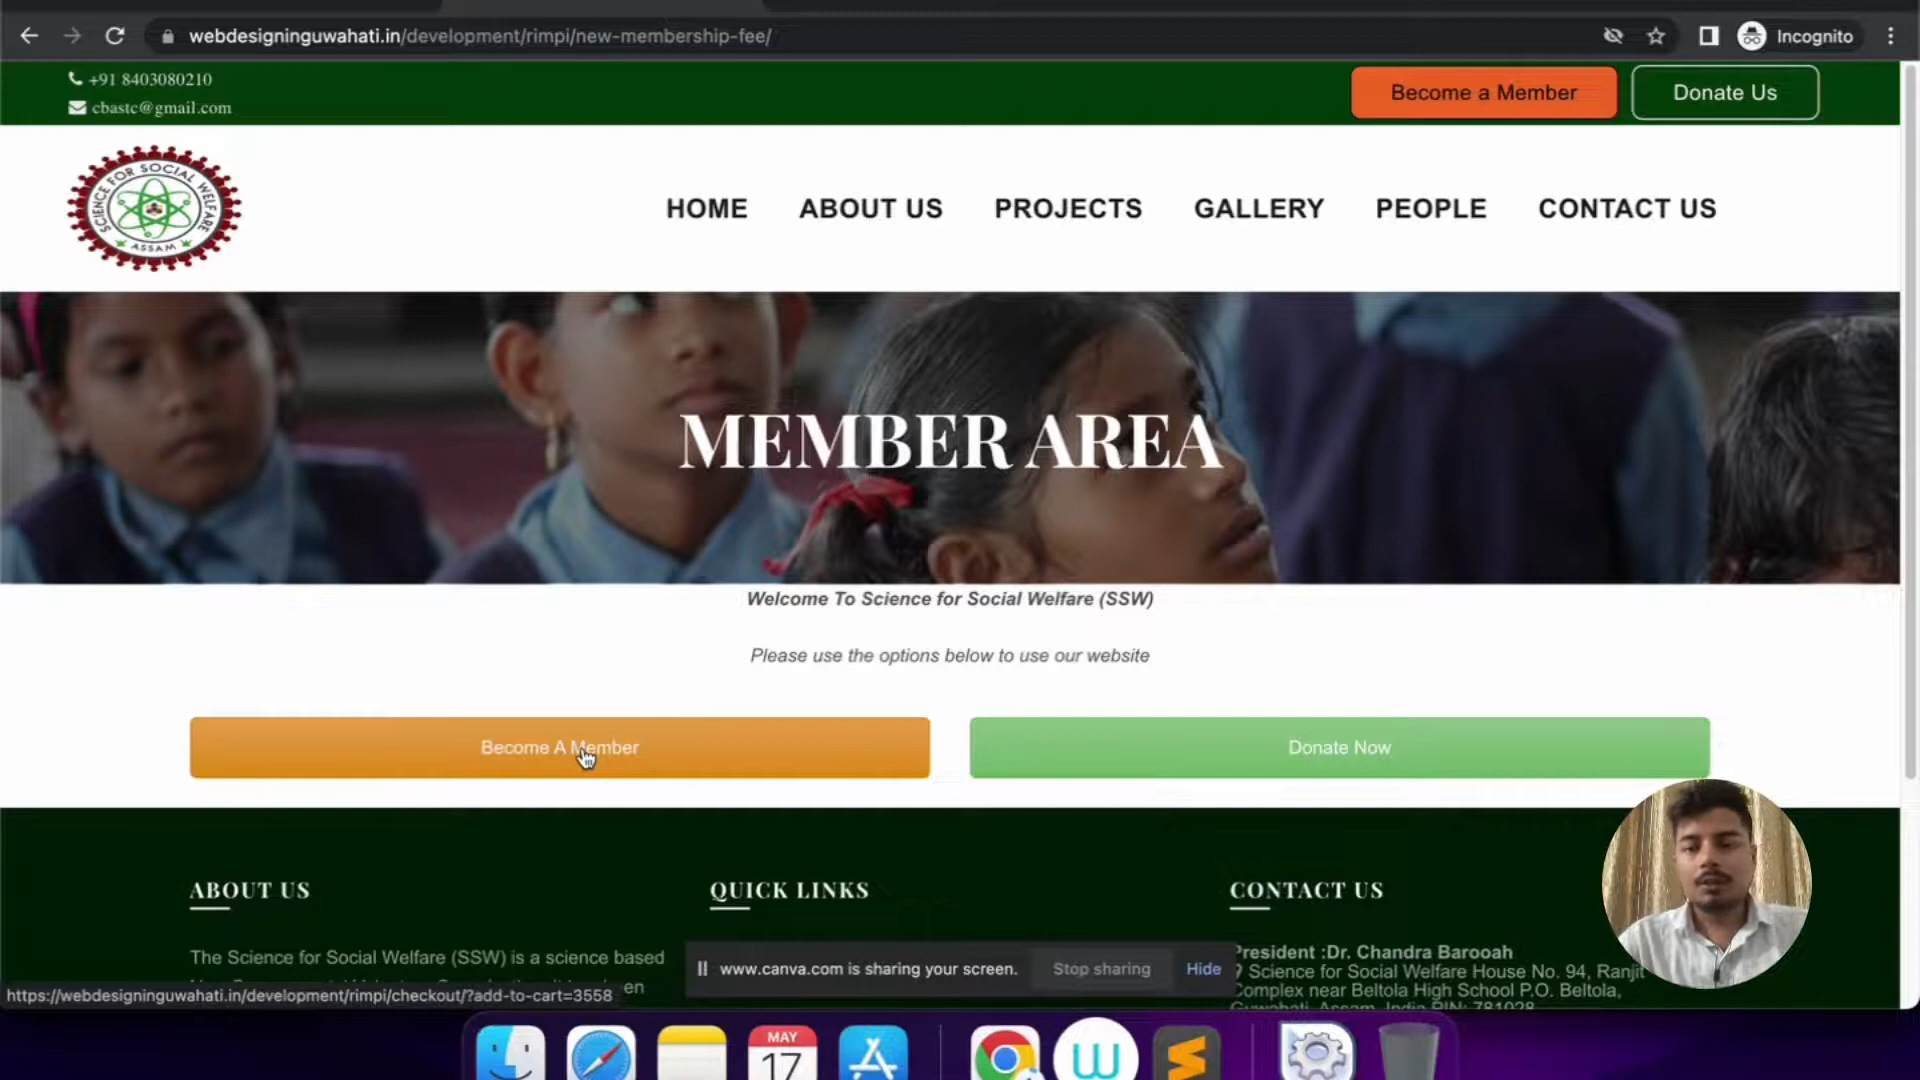 webdesigninguwahati.in/development/rimpi/new-membership-fee/
Incognito
+91 8403080210
cbastc@gmail.com
Become a Member
Donate Us
SCIENCE FOR SOCIAL WELFARE
ASSAM
HOME
ABOUT US
PROJECTS
GALLERY
PEOPLE
CONTACT US
MEMBER AREA
Welcome To Science for Social Welfare (SSW)
Please use the options below to use our website
Become A Member
Donate Now
ABOUT US
The Science for Social Welfare (SSW) is a science based
en
QUICK LINKS
CONTACT US
President :Dr. Chandra Barooah
Science for Social Welfare House No. 94, Ranjit
Complex near Beltola High School P.O. Beltola,
Guwahati, Assam, India PIN: 781028
www.canva.com is sharing your screen.
Stop sharing
Hide
https://webdesigninguwahati.in/development/rimpi/checkout/?add-to-cart=3558
MAY
17